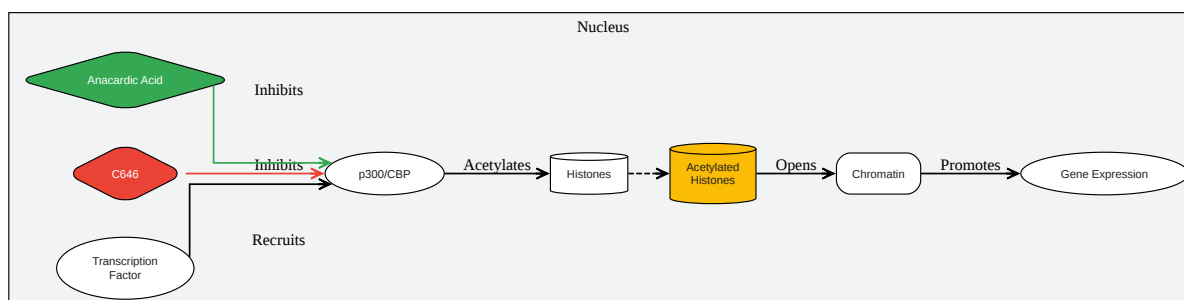 Nucleus
Anacardic Acid
Inhibits
C646
Inhibits
p300/CBP
Acetylates
Histones
Acetylated
Histones
Opens
Chromatin
Promotes
Gene Expression
Recruits
Transcription
Factor